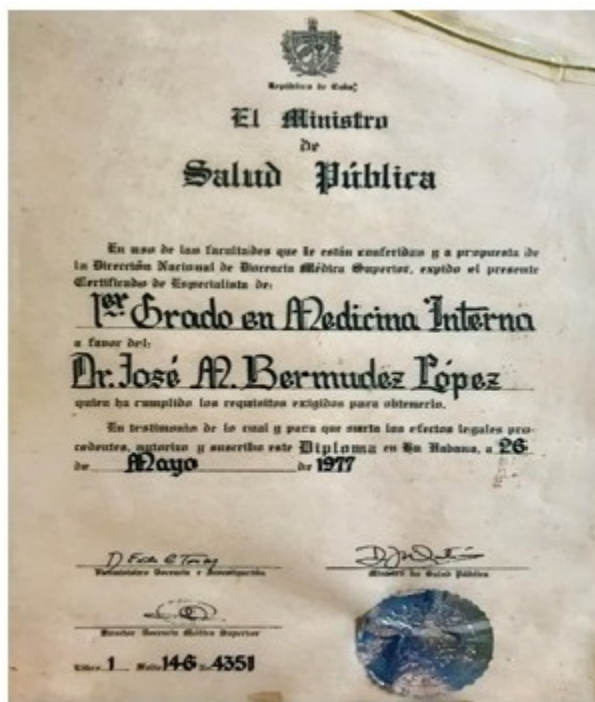 República de Cuba
El Ministro
de
Salud Pública
En uso de las facultades que le están conferidas y a propuesta de
la Dirección Nacional de Docencia Médica Superior, expido el presente
Certificado de Especialista de:
1er Grado en Medicina Interna
a favor del:
Dr. José M. Bermudez López
quien ha cumplido los requisitos exigidos para obtenerlo.
En testimonio de lo cual y para que surta los efectos legales pro-
cedentes, autorizo y suscribo este Diploma en La Habana, a 26
de Mayo de 1977
Viceministro Docencia e Investigación
Ministro de Salud Pública
Director Docencia Médica Superior
Libro 1 Folio 146 4351